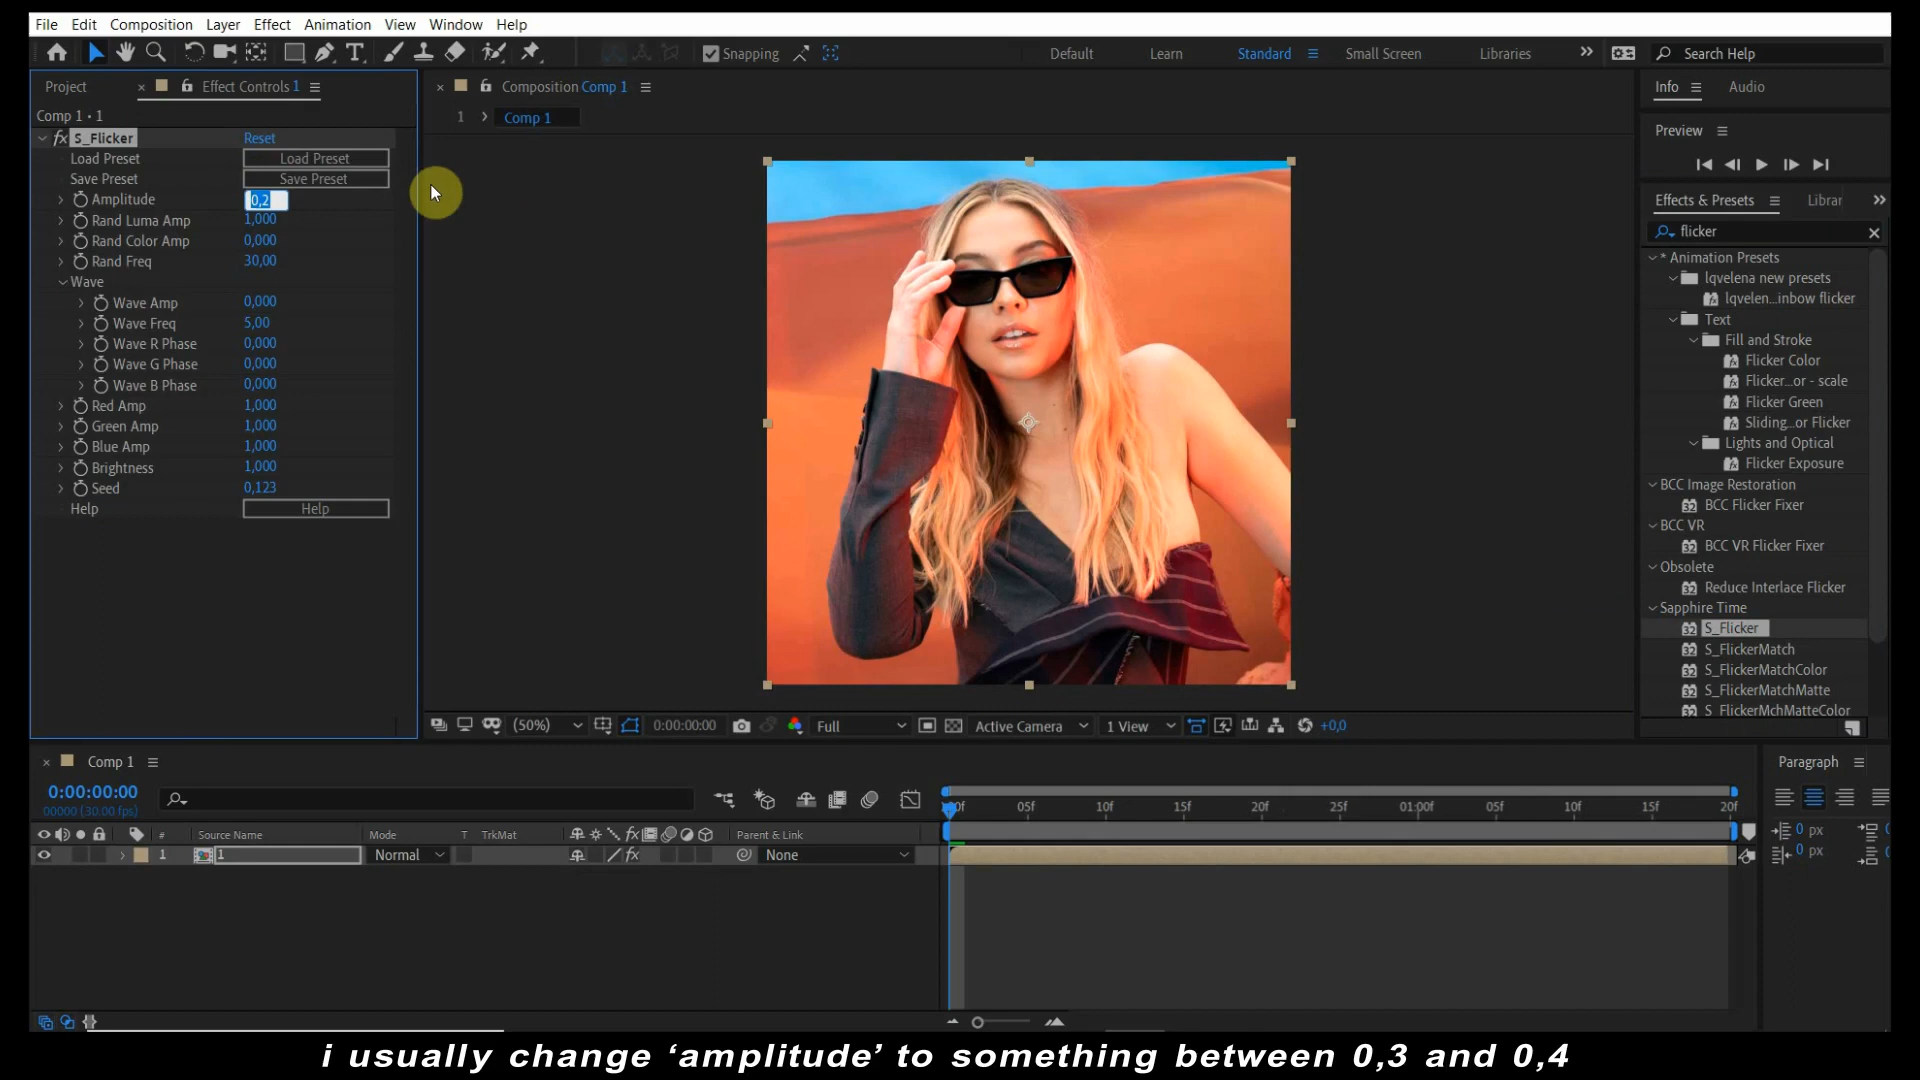 File Edit Composition Layer Effect Animation View Window Help
Snapping Default Learn Standard Small Screen Libraries Search Help
Project Effect Controls 1
Composition Comp 1
Info Audio
Comp 1 • 1
1 Comp 1
S_Flicker Reset
Load Preset Load Preset
Save Preset Save Preset
Amplitude 0,2
Rand Luma Amp 1,000
Rand Color Amp 0,000
Rand Freq 30,00
Wave
Wave Amp 0,000
Wave Freq 5,00
Wave R Phase 0,000
Wave G Phase 0,000
Wave B Phase 0,000
Red Amp 1,000
Green Amp 1,000
Blue Amp 1,000
Brightness 1,000
Seed 0,123
Help Help
Preview
Effects & Presets Librar
flicker
* Animation Presets
lqvelena new presets
lqvelen...inbow flicker
Text
Fill and Stroke
Flicker Color
Flicker...or - scale
Flicker Green
Sliding...or Flicker
Lights and Optical
Flicker Exposure
BCC Image Restoration
BCC Flicker Fixer
BCC VR
BCC VR Flicker Fixer
Obsolete
Reduce Interlace Flicker
Sapphire Time
S_Flicker
S_FlickerMatch
S_FlickerMatchColor
S_FlickerMatchMatte
S_FlickerMchMatteColor
(50%) 0:00:00:00 Full Active Camera 1 View +0,0
Comp 1
Paragraph
0:00:00:00
00000 (30.00 fps)
05f 10f 15f 20f 25f 01:00f 05f 10f 15f 20f
# Source Name Mode T TrkMat Parent & Link
1 1 Normal None
0 px
0 px
i usually change ‘amplitude’ to something between 0,3 and 0,4